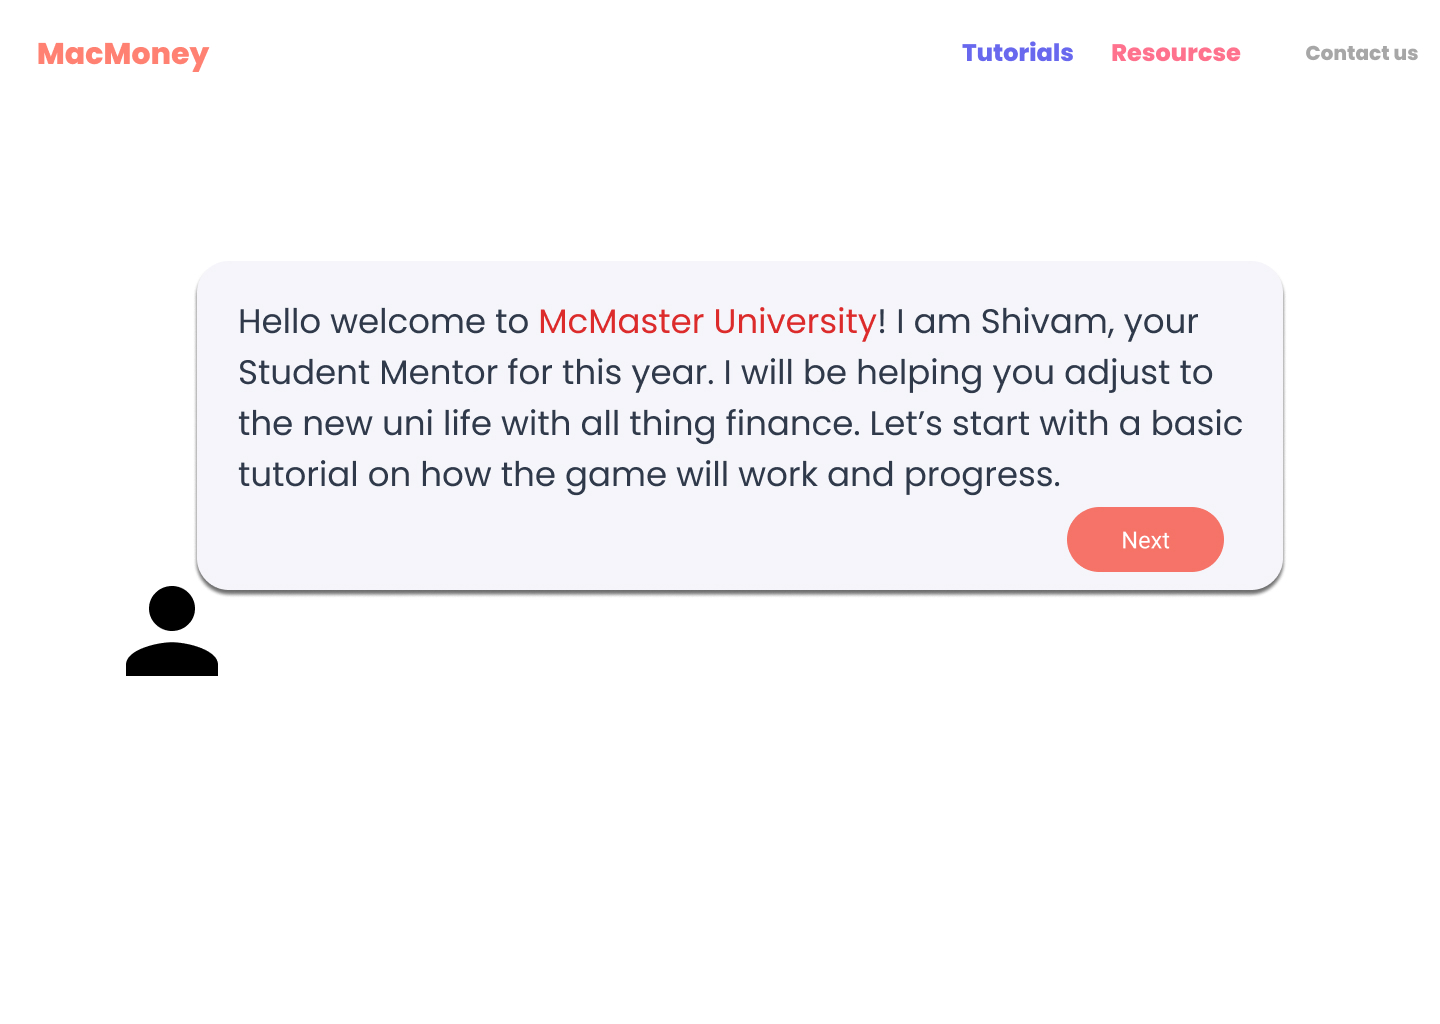 MacMoney
Tutorials
Resourcse
Contact us
Hello welcome to McMaster University! I am Shivam, your
Student Mentor for this year. I will be helping you adjust to
the new uni life with all thing finance. Let’s start with a basic
tutorial on how the game will work and progress.
Next